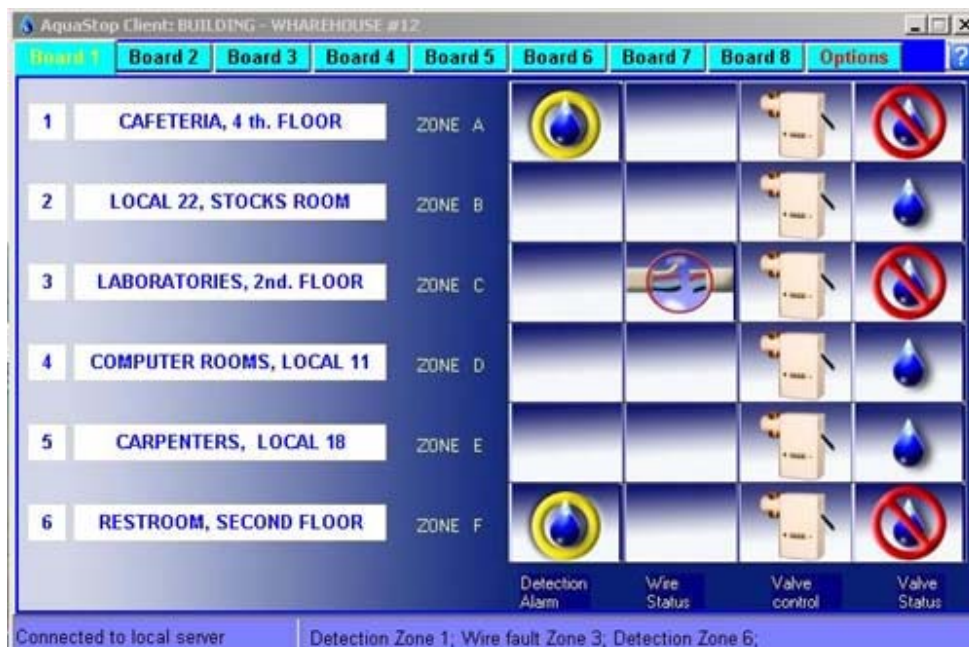 AquaStop Client: BUILDING - WHAREHOUSE #12
Board 1 Board 2 Board 3 Board 4 Board 5 Board 6 Board 7 Board 8 Options ?
1 CAFETERIA, 4 th. FLOOR ZONE A
2 LOCAL 22, STOCKS ROOM ZONE B
3 LABORATORIES, 2nd. FLOOR ZONE C
4 COMPUTER ROOMS, LOCAL 11 ZONE D
5 CARPENTERS, LOCAL 18 ZONE E
6 RESTROOM, SECOND FLOOR ZONE F
Detection Wire Valve Valve
Alarm Status control Status
Connected to local server Detection Zone 1; Wire fault Zone 3; Detection Zone 6;